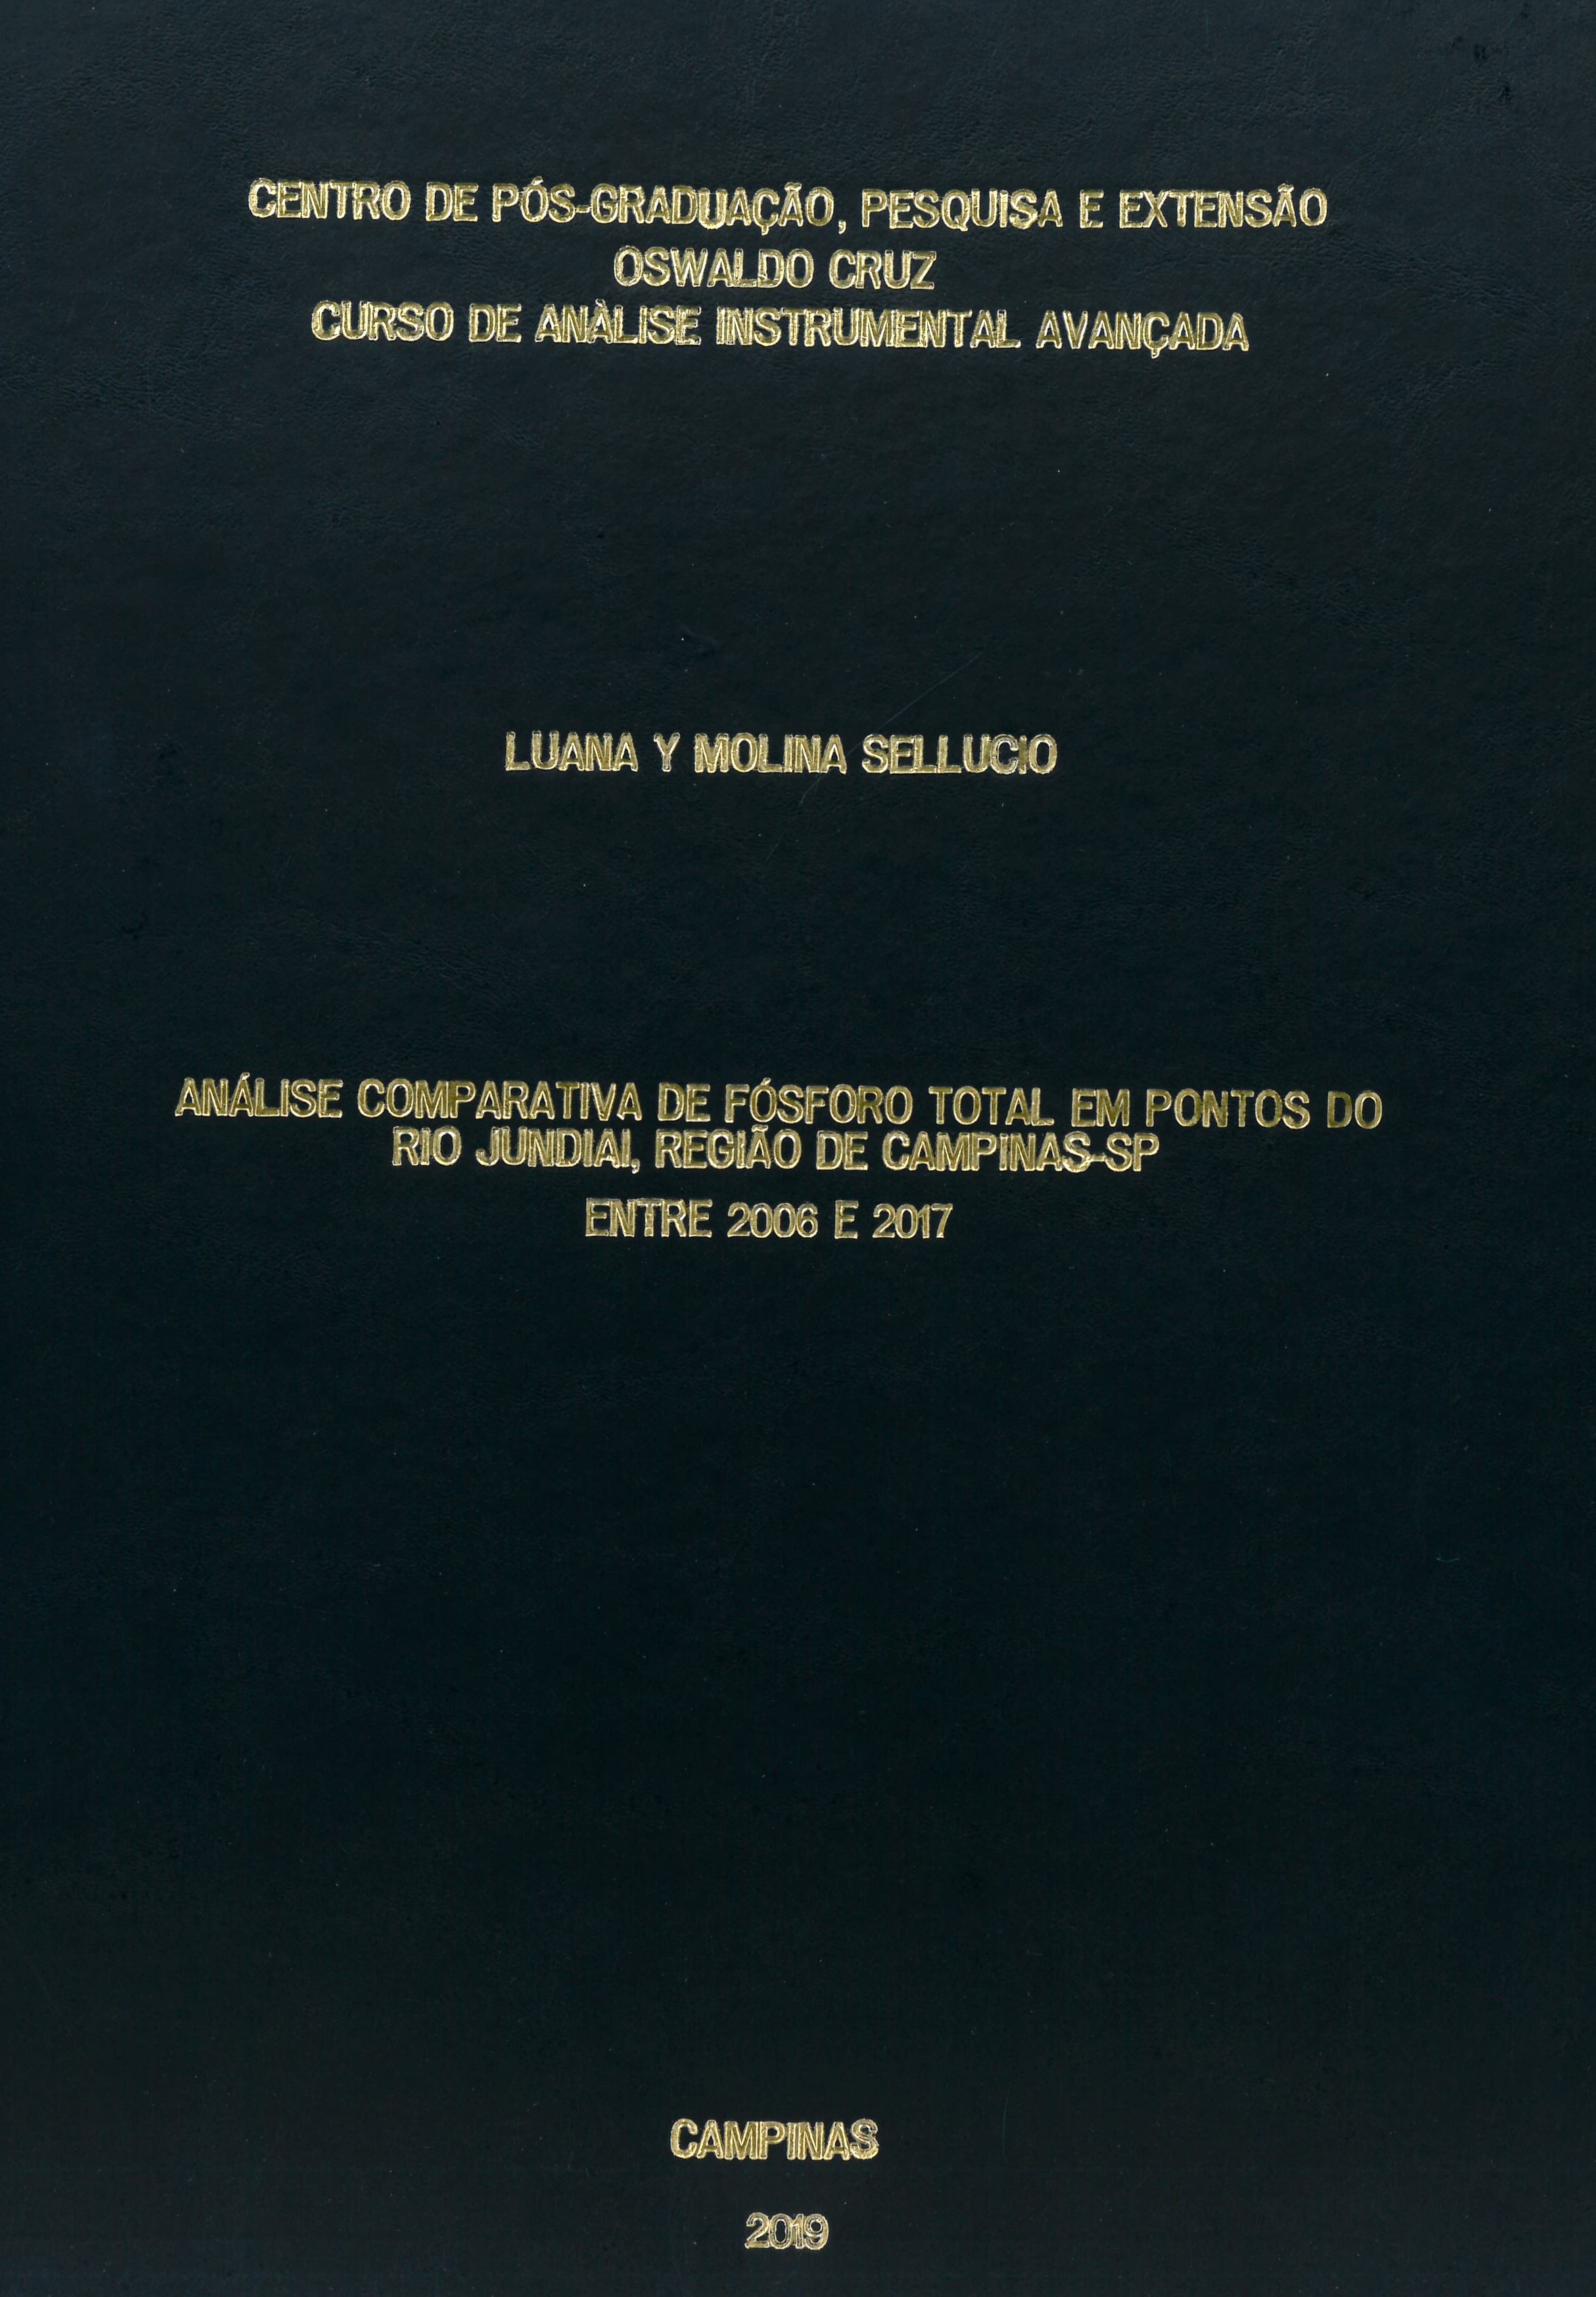 CENTRO DE PÓS-GRADUAÇÃO, PESQUISA E EXTENSÃO
OSWALDO CRUZ
CURSO DE ANÀLISE INSTRUMENTAL AVANÇADA
LUANA Y MOLINA SELLUCIO
ANÁLISE COMPARATIVA DE FÓSFORO TOTAL EM PONTOS DO
RIO JUNDIAI, REGIÃO DE CAMPINAS-SP
ENTRE 2006 E 2017
CAMPINAS
2019